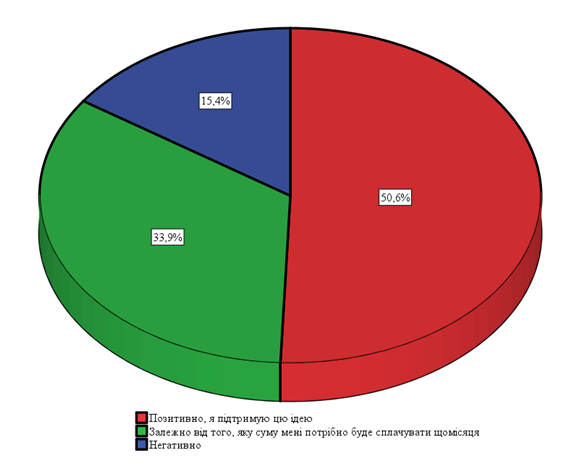 15,4%
50,6%
33,9%
Позитивно, я підтримую цю ідею
Залежно від того, яку суму мені потрібно буде сплачувати щомісяця
Негативно